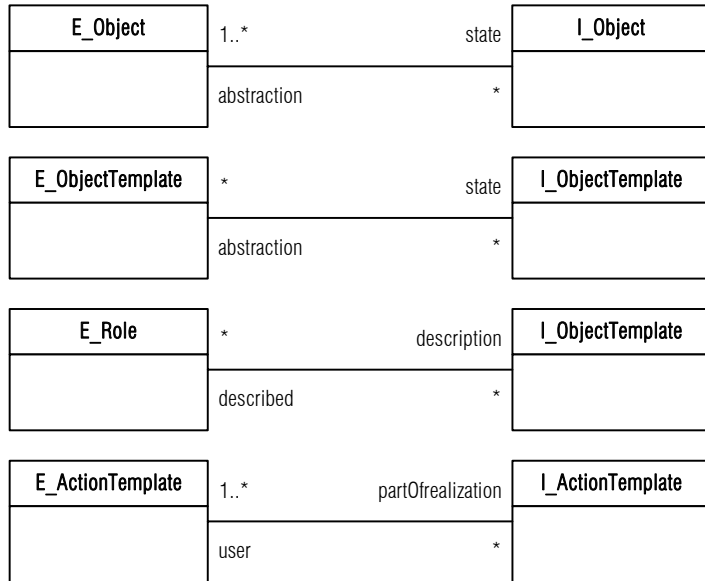 E_Object
1..*
state
I_Object
abstraction
*
E_ObjectTemplate
*
state
I_ObjectTemplate
abstraction
*
E_Role
*
description
I_ObjectTemplate
described
*
E_ActionTemplate
1..*
partOfrealization
I_ActionTemplate
user
*